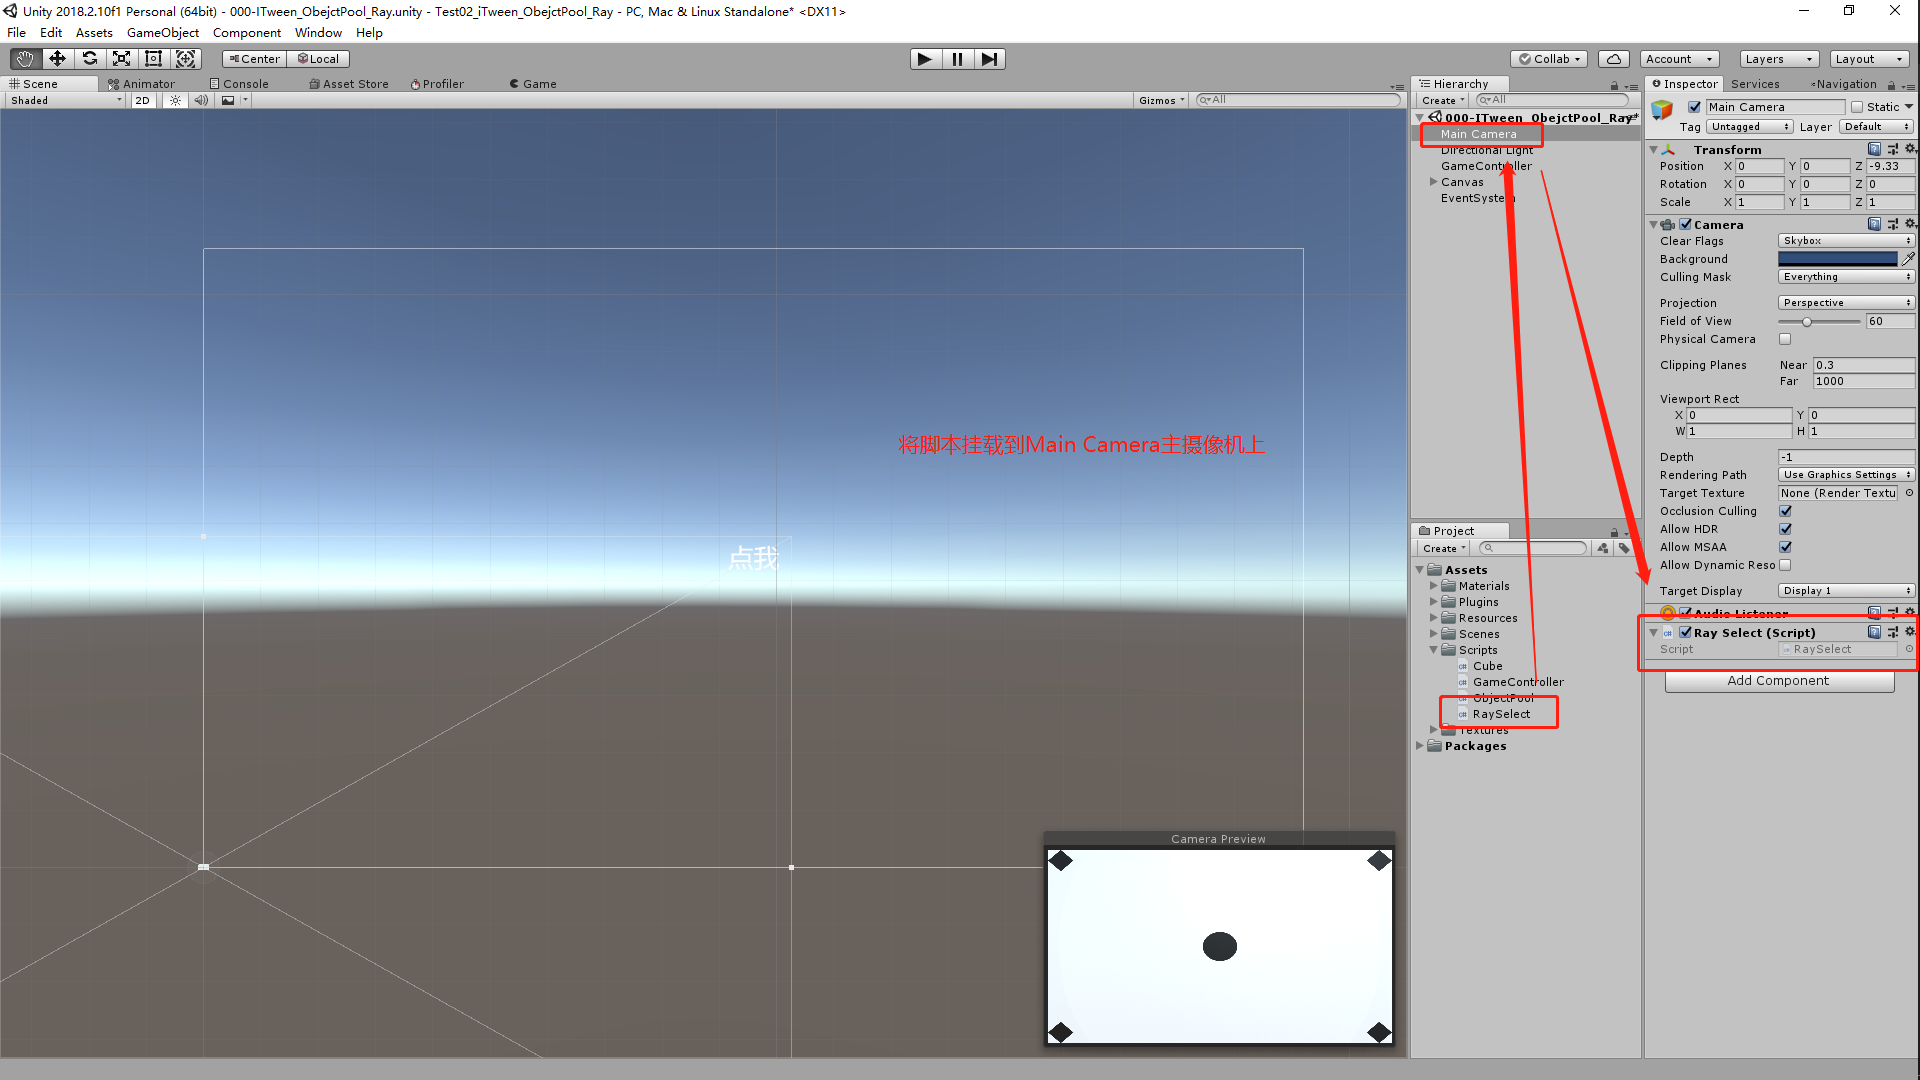 Unity 2018.2.10f1 Personal (64bit) - 000-ITween_ObejctPool_Ray.unity - Test02_iTween_ObejctPool_Ray - PC, Mac & Linux Standalone* <DX11>
File Edit Assets GameObject Component Window Help
Center Local
Collab Account Layers Layout
Scene Animator Console Asset Store Profiler Game
Shaded 2D Gizmos All
点我
将脚本挂载到Main Camera主摄像机上
Camera Preview
Hierarchy
Create All
000-ITween_ObejctPool_Ray*
Main Camera
Directional Light
GameController
Canvas
EventSystem
Project
Create
Assets
Materials
Plugins
Resources
Scenes
Scripts
Cube
GameController
ObjectPool
RaySelect
Textures
Packages
Inspector Services Navigation
Main Camera Static
Tag Untagged Layer Default
Transform
Position X 0 Y 0 Z -9.33
Rotation X 0 Y 0 Z 0
Scale X 1 Y 1 Z 1
Camera
Clear Flags Skybox
Background
Culling Mask Everything
Projection Perspective
Field of View 60
Physical Camera
Clipping Planes Near 0.3
Far 1000
Viewport Rect
X 0 Y 0
W 1 H 1
Depth -1
Rendering Path Use Graphics Settings
Target Texture None (Render Textu
Occlusion Culling
Allow HDR
Allow MSAA
Allow Dynamic Reso
Target Display Display 1
Audio Listener
Ray Select (Script)
Script RaySelect
Add Component